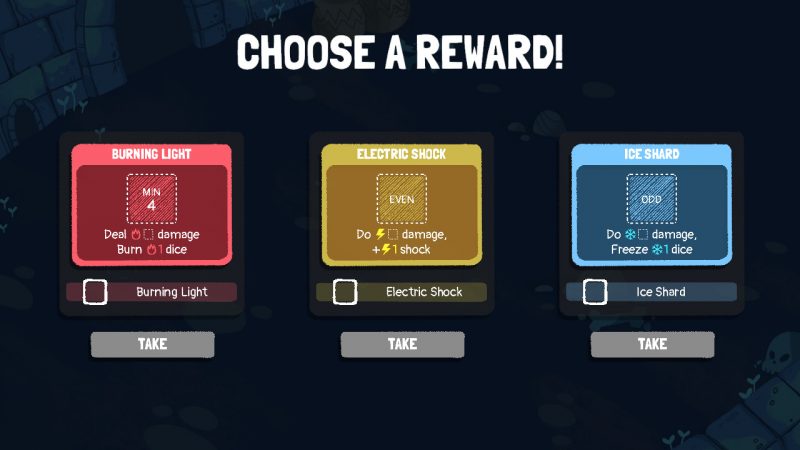 CHOOSE A REWARD!
BURNING LIGHT
MIN
4
Deal damage
Burn 1 dice
Burning Light
TAKE
ELECTRIC SHOCK
EVEN
Do damage,
+1 shock
Electric Shock
TAKE
ICE SHARD
ODD
Do damage,
Freeze 1 dice
Ice Shard
TAKE